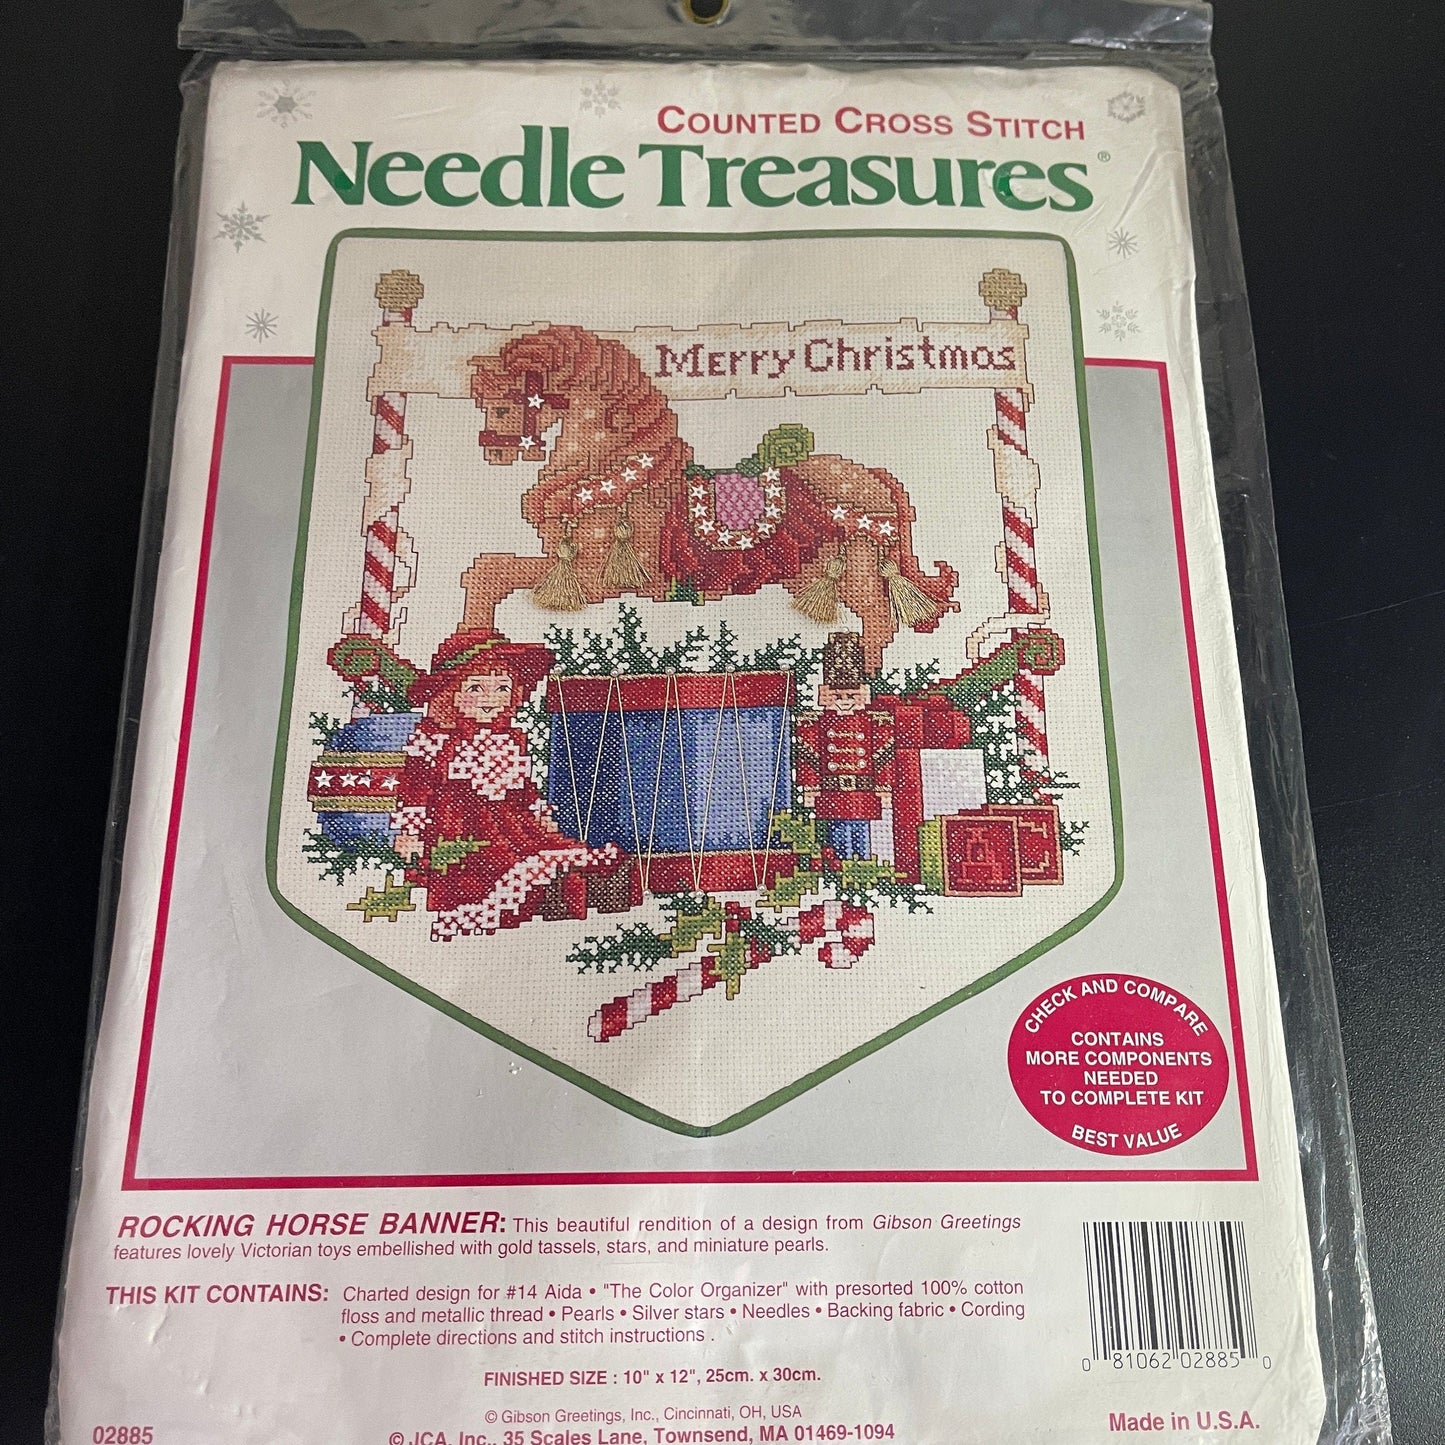 COUNTED CROSS STITCH
Needle Treasures®
Merry Christmas
CHECK AND COMPARE
CONTAINS
MORE COMPONENTS
NEEDED
TO COMPLETE KIT
BEST VALUE
ROCKING HORSE BANNER: This beautiful rendition of a design from Gibson Greetings
features lovely Victorian toys embellished with gold tassels, stars, and miniature pearls.
THIS KIT CONTAINS: Charted design for #14 Aida • "The Color Organizer" with presorted 100% cotton
floss and metallic thread • Pearls • Silver stars • Needles • Backing fabric • Cording
• Complete directions and stitch instructions .
FINISHED SIZE : 10" x 12", 25cm. x 30cm.
0 81062 02885 0
© Gibson Greetings, Inc., Cincinnati, OH, USA
02885
© JCA, Inc., 35 Scales Lane, Townsend, MA 01469-1094
Made in U.S.A.